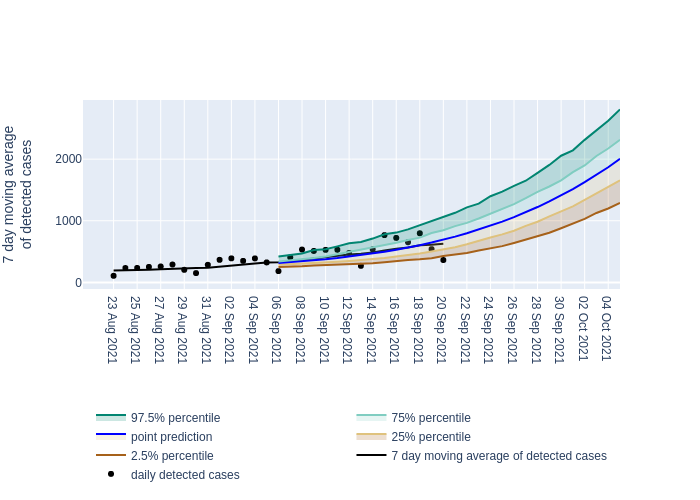 7 day moving average
of detected cases
2000
1000
0
23 Aug 2021
25 Aug 2021
27 Aug 2021
29 Aug 2021
31 Aug 2021
02 Sep 2021
04 Sep 2021
06 Sep 2021
08 Sep 2021
10 Sep 2021
12 Sep 2021
14 Sep 2021
16 Sep 2021
18 Sep 2021
20 Sep 2021
22 Sep 2021
24 Sep 2021
26 Sep 2021
28 Sep 2021
30 Sep 2021
02 Oct 2021
04 Oct 2021
97.5% percentile
75% percentile
point prediction
25% percentile
2.5% percentile
7 day moving average of detected cases
daily detected cases